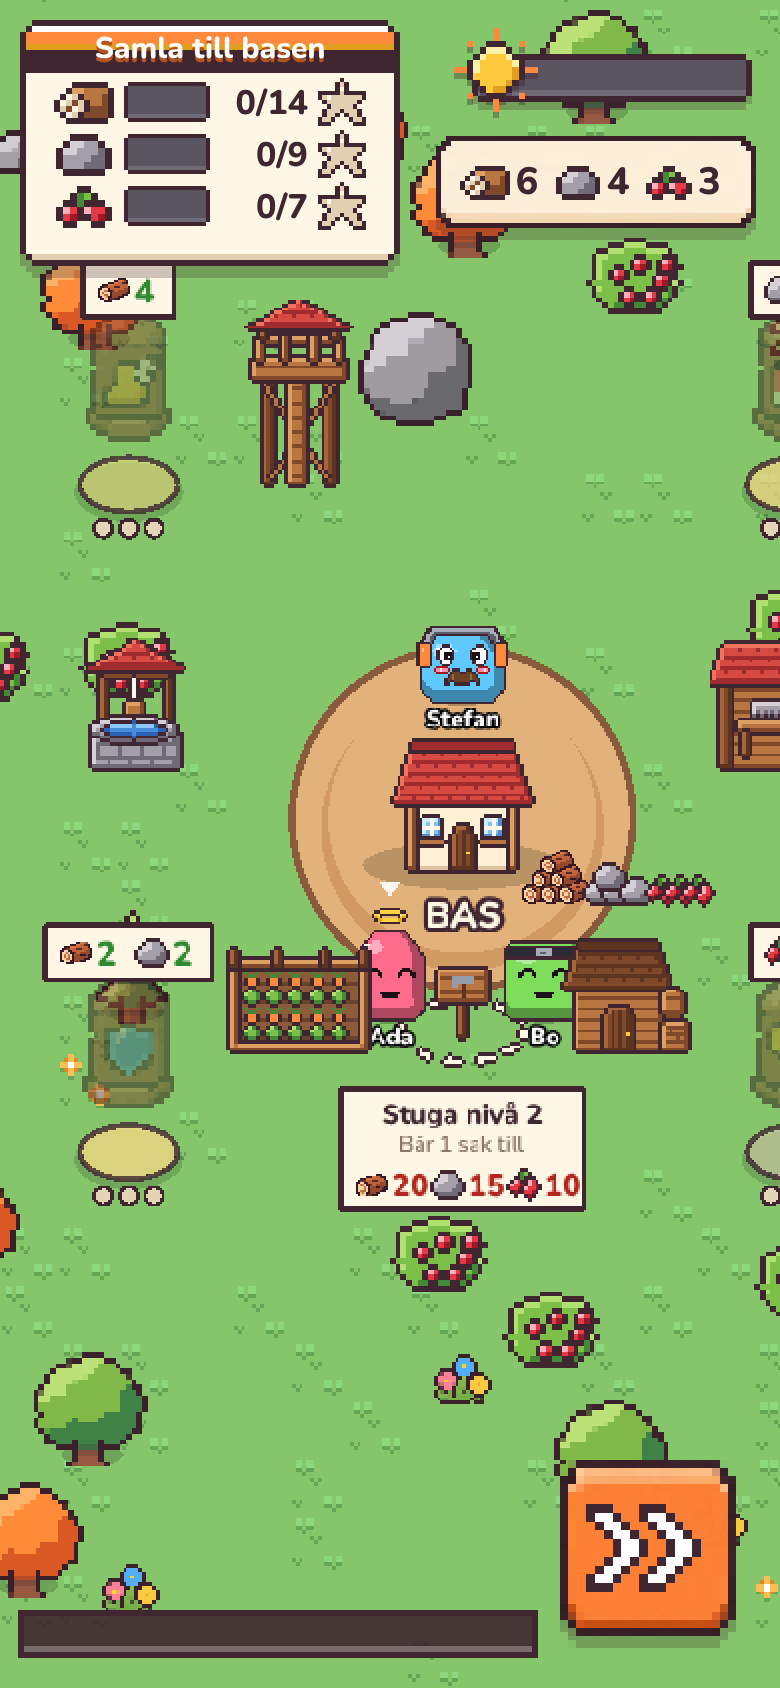 Samla till basen
0/14
0/9
0/7
6 4 3
4
Stefan
BAS
2 2
Ada
Bo
Stuga nivå 2
Bär 1 sak till
20 15 10